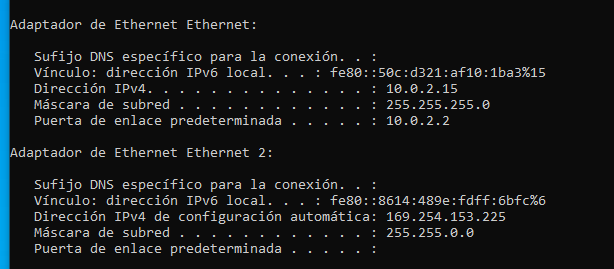 Adaptador de Ethernet Ethernet:
Sufijo DNS específico para la conexión. . :
Vínculo: dirección IPv6 local. . . : fe80::50c:d321:af10:1ba3%15
Dirección IPv4. . . . . . . . . . . . . . : 10.0.2.15
Máscara de subred . . . . . . . . . . . . : 255.255.255.0
Puerta de enlace predeterminada . . . . . : 10.0.2.2
Adaptador de Ethernet Ethernet 2:
Sufijo DNS específico para la conexión. . :
Vínculo: dirección IPv6 local. . . : fe80::8614:489e:fdff:6bfc%6
Dirección IPv4 de configuración automática: 169.254.153.225
Máscara de subred . . . . . . . . . . . . : 255.255.0.0
Puerta de enlace predeterminada . . . . . :